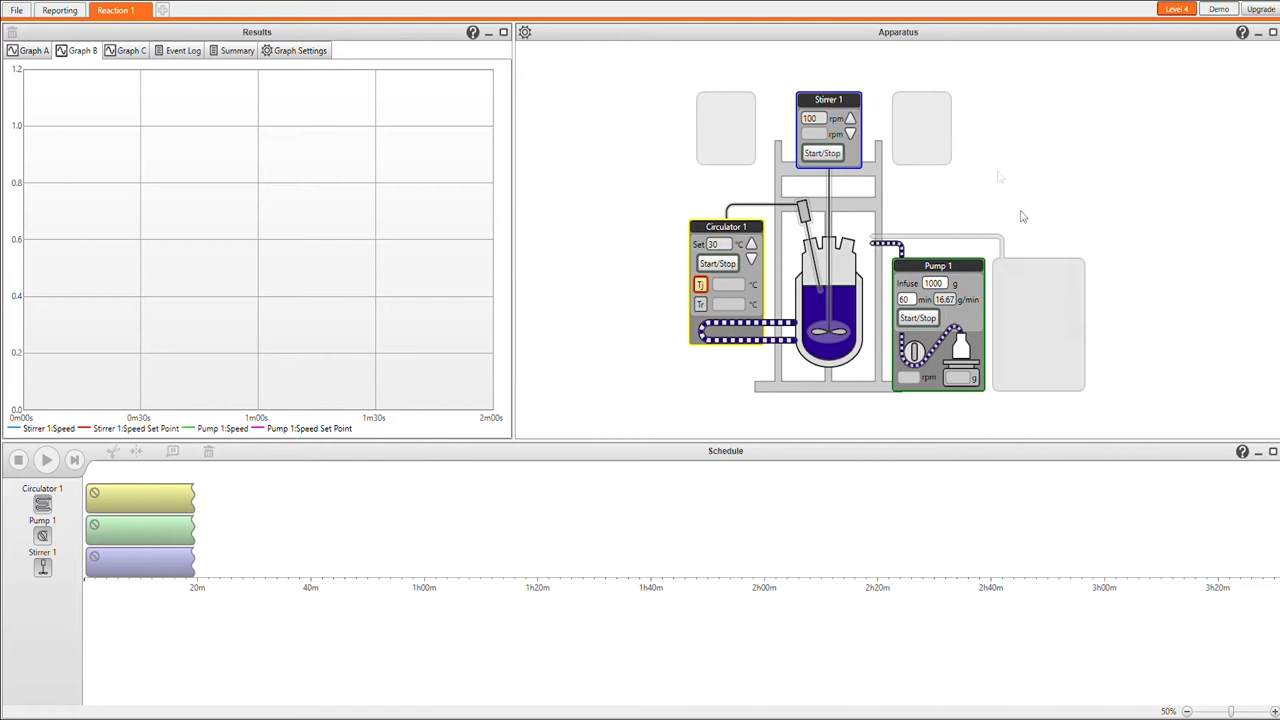 File Reporting Reaction 1 Level 4 Demo Upgrade
Results
Apparatus
Graph A Graph B Graph C Event Log Summary Graph Settings
1.2
1.0
0.8
0.6
0.4
0.2
0.0
0m00s 0m30s 1m00s 1m30s 2m00s
Stirrer 1:Speed Stirrer 1:Speed Set Point Pump 1:Speed Pump 1:Speed Set Point
Stirrer 1
100 rpm
rpm
Start/Stop
Circulator 1
Set 30 °C
Start/Stop
Tj °C
Tr °C
Pump 1
Infuse 1000 g
60 min 16.67 g/min
Start/Stop
rpm g
Schedule
Circulator 1
Pump 1
Stirrer 1
20m 40m 1h00m 1h20m 1h40m 2h00m 2h20m 2h40m 3h00m 3h20m
50%